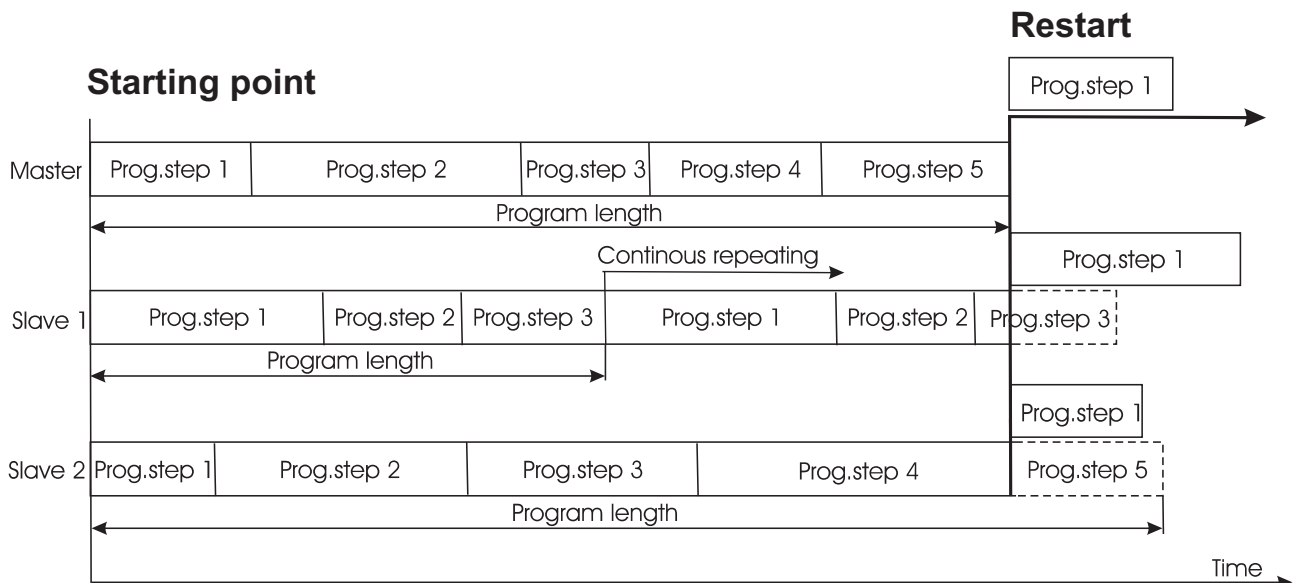 Restart
Starting point
Prog.step 1
Master
Prog.step 1
Prog.step 2
Prog.step 3
Prog.step 4
Prog.step 5
Program length
Continous repeating
Prog.step 1
Slave 1
Prog.step 1
Prog.step 2
Prog.step 3
Prog.step 1
Prog.step 2
Prog.step 3
Program length
Prog.step 1
Slave 2
Prog.step 1
Prog.step 2
Prog.step 3
Prog.step 4
Prog.step 5
Program length
Time